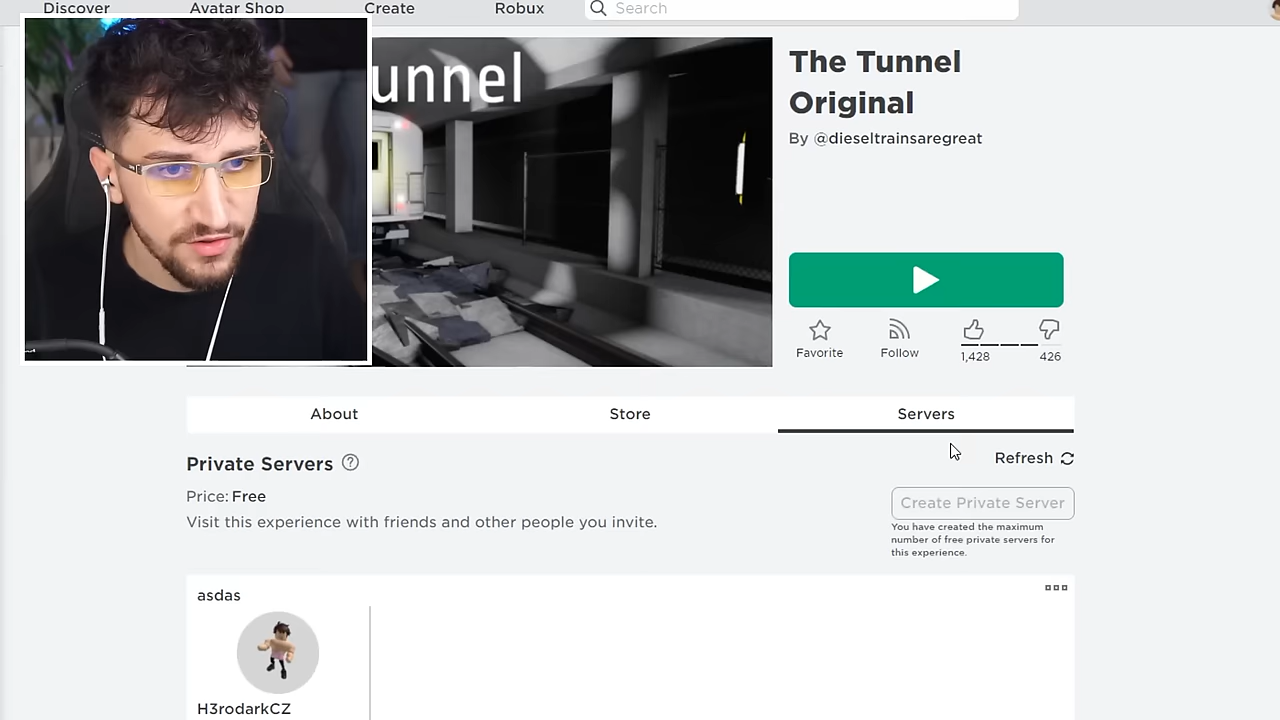 Discover Avatar Shop Create Robux Search
unnel
The Tunnel
Original
By @dieseltrainsaregreat
Favorite Follow 1,428 426
About Store Servers
Private Servers ?
Refresh
Price: Free
Create Private Server
Visit this experience with friends and other people you invite.
You have created the maximum
number of free private servers for
this experience.
asdas
H3rodarkCZ